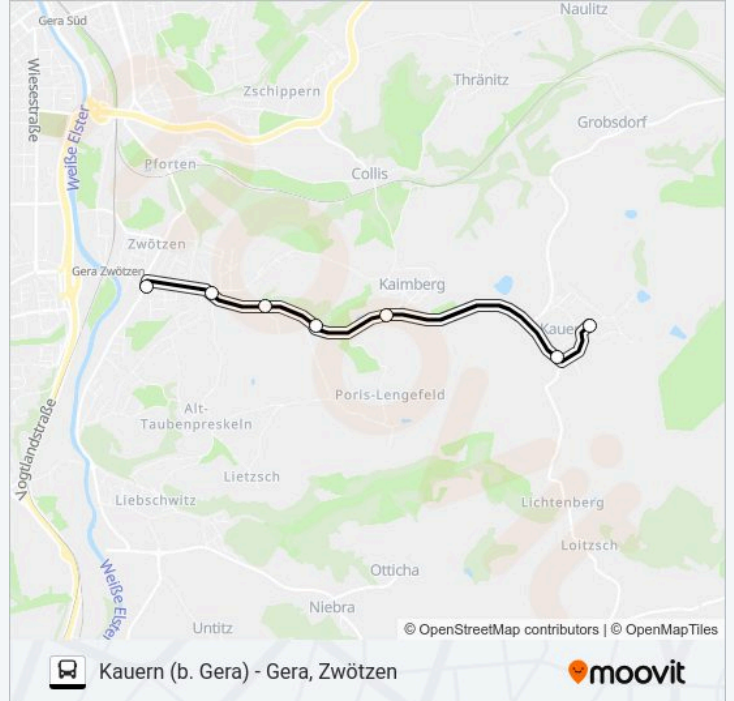 Gera Süd
Naulitz
Wiesestraße
Thränitz
Zschippern
Grobsdorf
Weiße Elster
Pforten
Collis
Zwötzen
Gera Zwötzen
Kaimberg
Kauern
Poris-Lengefeld
Alt-
Taubenpreskeln
Vogtlandstraße
Lietzsch
Liebschwitz
Lichtenberg
Loitzsch
Weiße Elster
Otticha
Niebra
Untitz
© OpenStreetMap contributors | © OpenMapTiles
Kauern (b. Gera) - Gera, Zwötzen
moovit